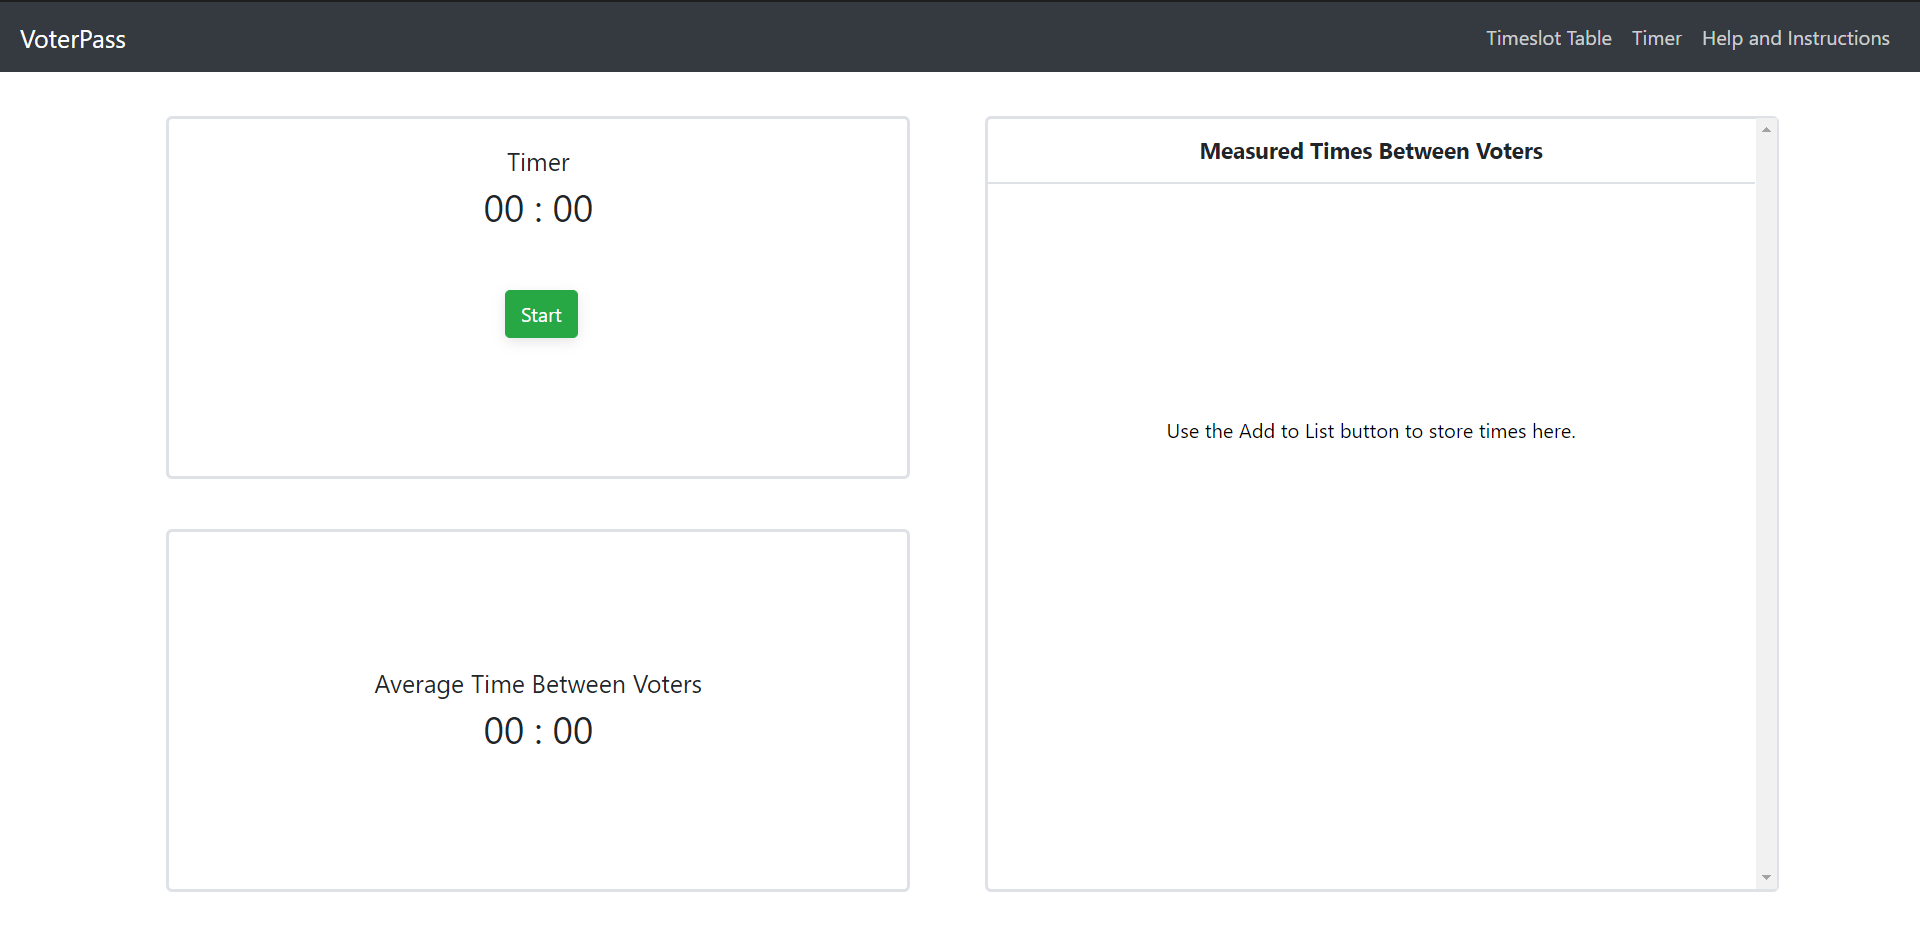 VoterPass
Timeslot Table Timer Help and Instructions
Timer
00 : 00
Start
Average Time Between Voters
00 : 00
Measured Times Between Voters
Use the Add to List button to store times here.